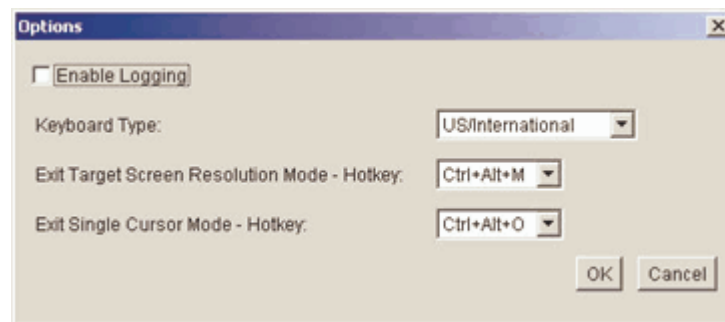 Options
Enable Logging
Keyboard Type: US/International
Exit Target Screen Resolution Mode - Hotkey: Ctrl+Alt+M
Exit Single Cursor Mode - Hotkey: Ctrl+Alt+O
OK Cancel